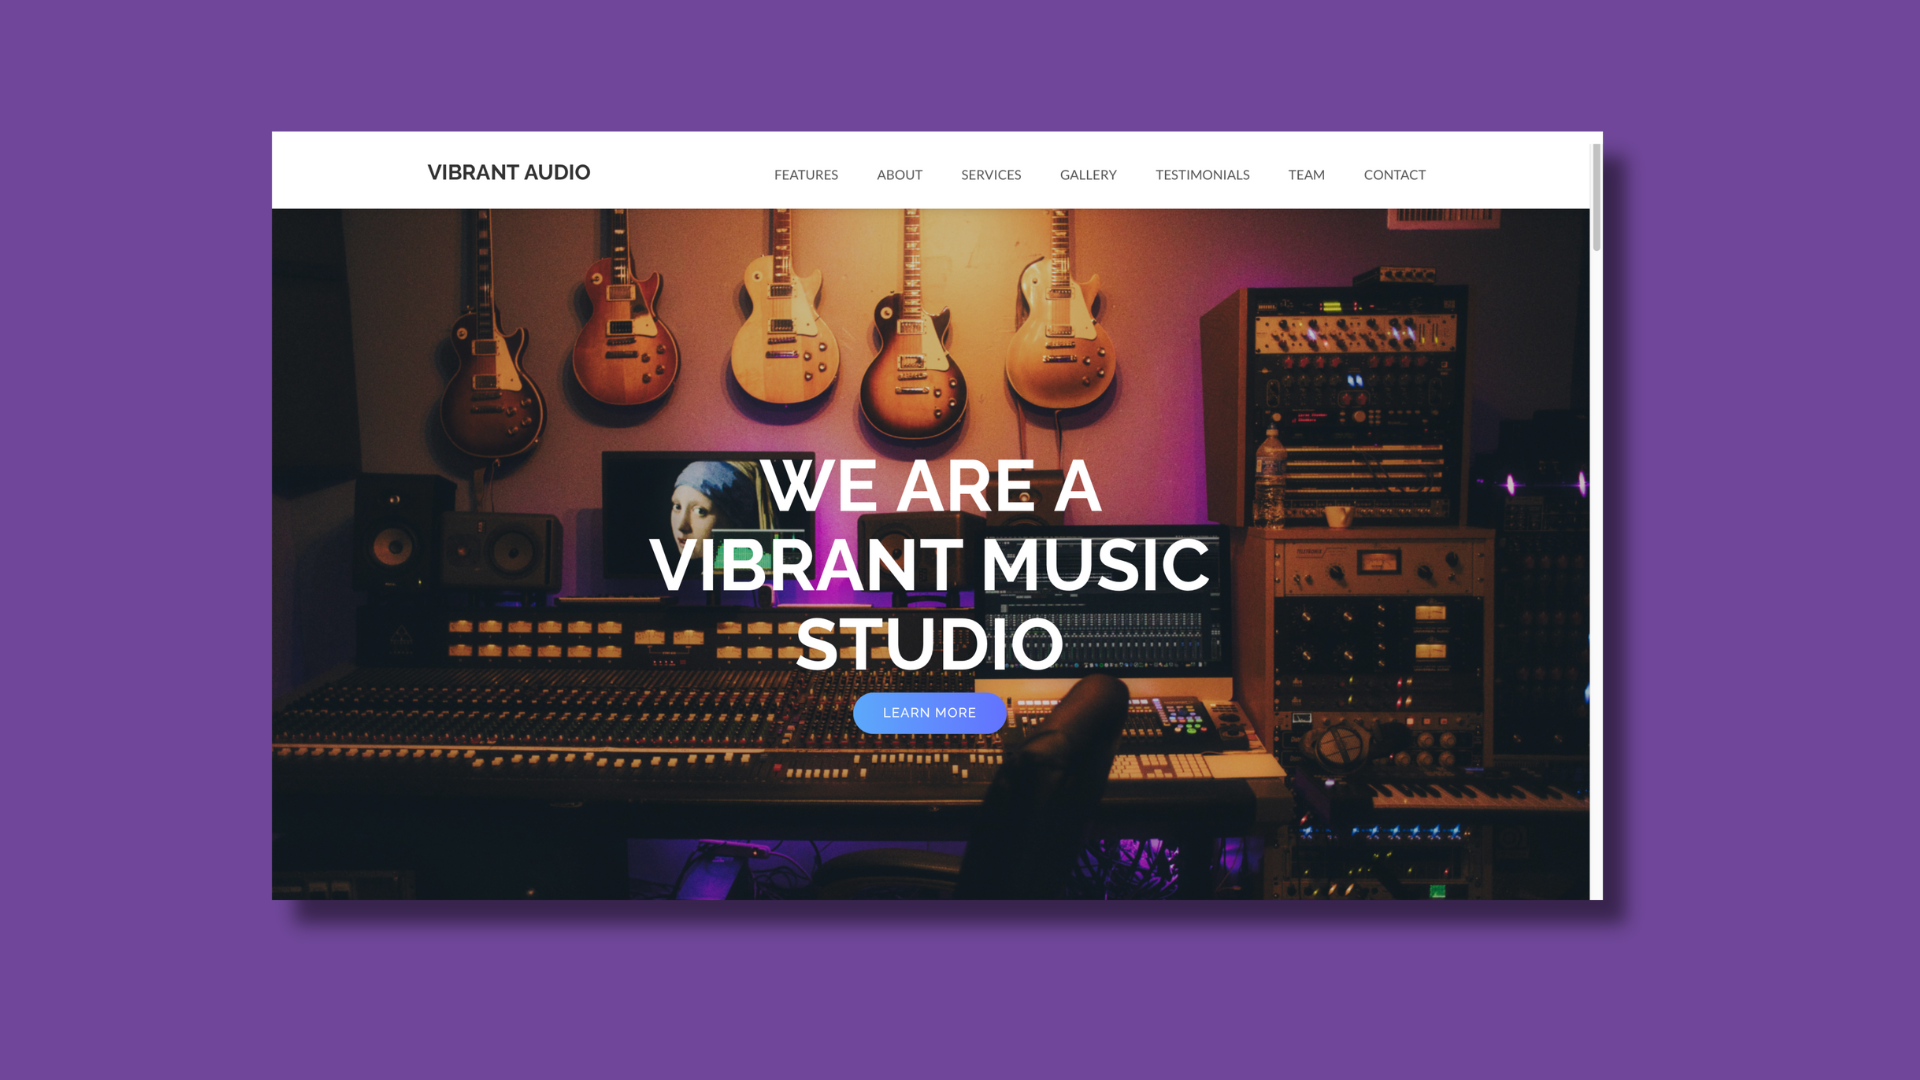 VIBRANT AUDIO
FEATURES ABOUT SERVICES GALLERY TESTIMONIALS TEAM CONTACT
WE ARE A
VIBRANT MUSIC
STUDIO
LEARN MORE